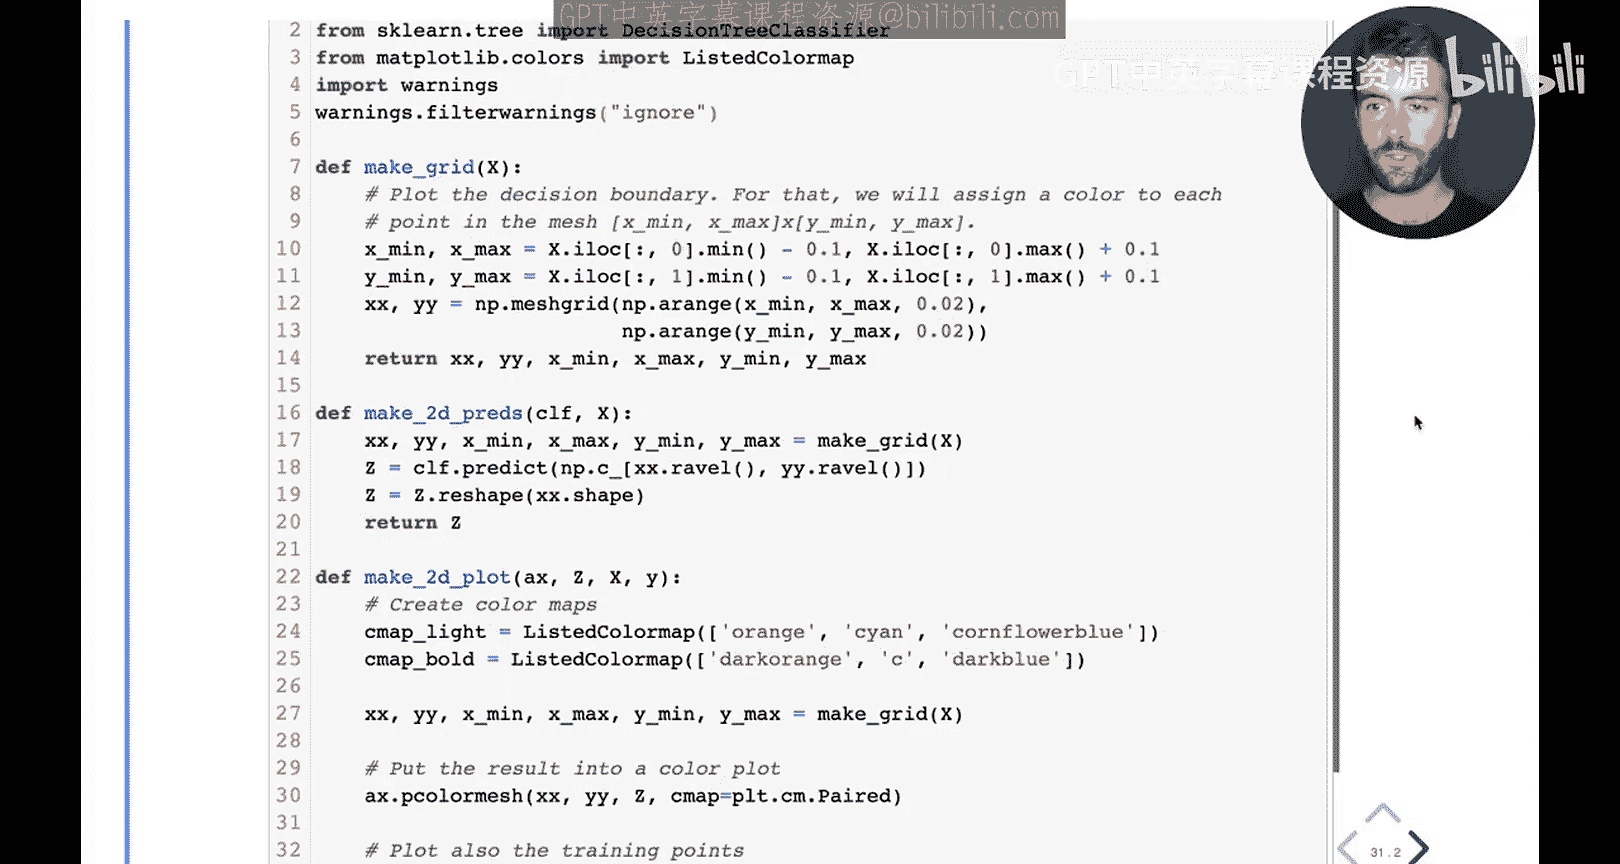 GPT中英字幕课程资源@bilibili.com
GPT中英字幕课程资源 bilibili
2 from sklearn.tree import DecisionTreeClassifier
3 from matplotlib.colors import ListedColormap
4 import warnings
5 warnings.filterwarnings("ignore")
6
7 def make_grid(X):
8     # Plot the decision boundary. For that, we will assign a color to each
9     # point in the mesh [x_min, x_max]x[y_min, y_max].
10     x_min, x_max = X.iloc[:, 0].min() - 0.1, X.iloc[:, 0].max() + 0.1
11     y_min, y_max = X.iloc[:, 1].min() - 0.1, X.iloc[:, 1].max() + 0.1
12     xx, yy = np.meshgrid(np.arange(x_min, x_max, 0.02),
13                          np.arange(y_min, y_max, 0.02))
14     return xx, yy, x_min, x_max, y_min, y_max
15
16 def make_2d_preds(clf, X):
17     xx, yy, x_min, x_max, y_min, y_max = make_grid(X)
18     Z = clf.predict(np.c_[xx.ravel(), yy.ravel()])
19     Z = Z.reshape(xx.shape)
20     return Z
21
22 def make_2d_plot(ax, Z, X, y):
23     # Create color maps
24     cmap_light = ListedColormap(['orange', 'cyan', 'cornflowerblue'])
25     cmap_bold = ListedColormap(['darkorange', 'c', 'darkblue'])
26
27     xx, yy, x_min, x_max, y_min, y_max = make_grid(X)
28
29     # Put the result into a color plot
30     ax.pcolormesh(xx, yy, Z, cmap=plt.cm.Paired)
31
32     # Plot also the training points
31.2